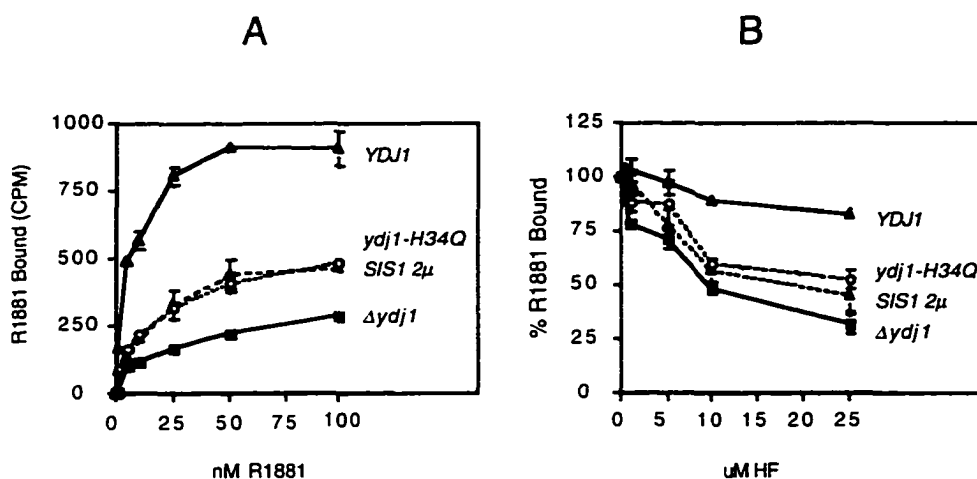 A
R1881 Bound (CPM)
1000
750
500
250
0
YDJ1
ydj1-H34Q
SIS1 2µ
Δydj1
0 25 50 75 100
nM R1881
B
% R1881 Bound
125
100
75
50
25
0
YDJ1
ydj1-H34Q
SIS1 2µ
Δydj1
0 5 10 15 20 25
uM HF